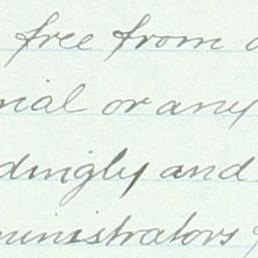 free from
nial or any
dingly and
ministrators